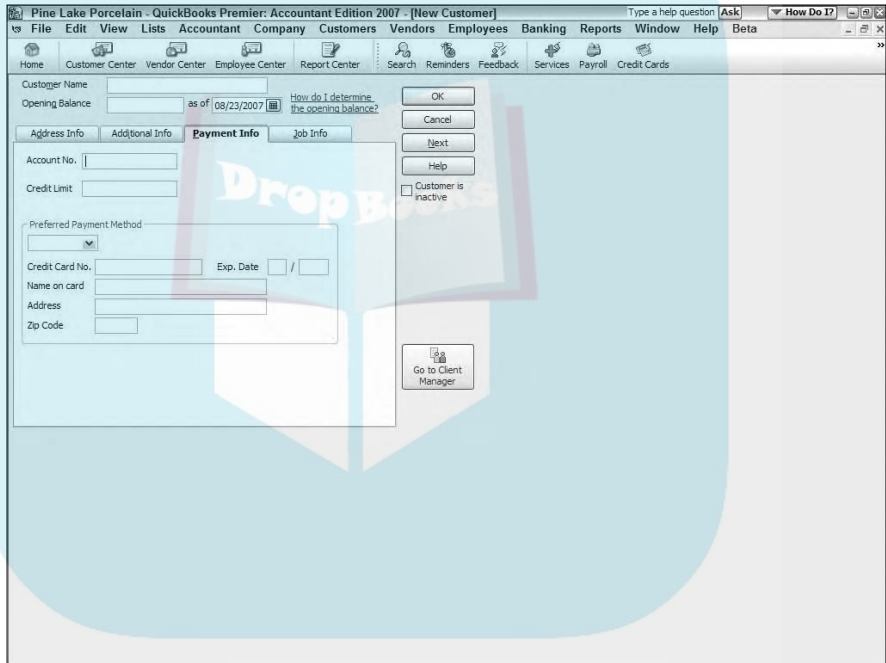 Pine Lake Porcelain - QuickBooks Premier: Accountant Edition 2007 - [New Customer] Type a help question Ask How Do I?
File Edit View Lists Accountant Company Customers Vendors Employees Banking Reports Window Help Beta
Home Customer Center Vendor Center Employee Center Report Center Search Reminders Feedback Services Payroll Credit Cards
Customer Name
Opening Balance as of 08/23/2007 How do I determine the opening balance?
OK
Cancel
Next
Help
Customer is inactive
Address Info Additional Info Payment Info Job Info
Account No.
Credit Limit
Preferred Payment Method
Credit Card No. Exp. Date /
Name on card
Address
Zip Code
Go to Client Manager
DropBooks